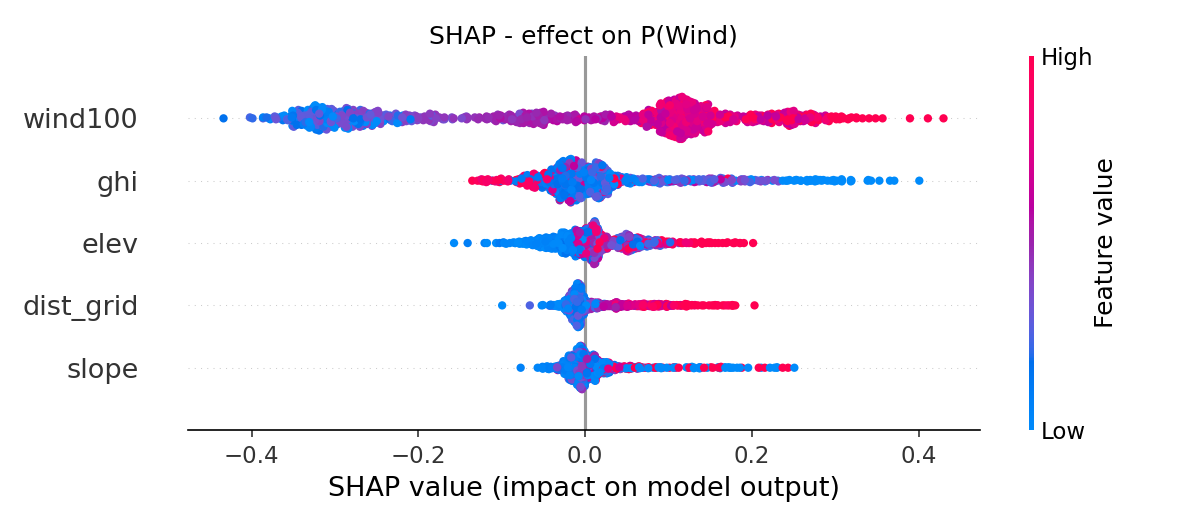 SHAP - effect on P(Wind)
High
wind100
ghi
elev
dist_grid
slope
Feature value
Low
−0.4 −0.2 0.0 0.2 0.4
SHAP value (impact on model output)